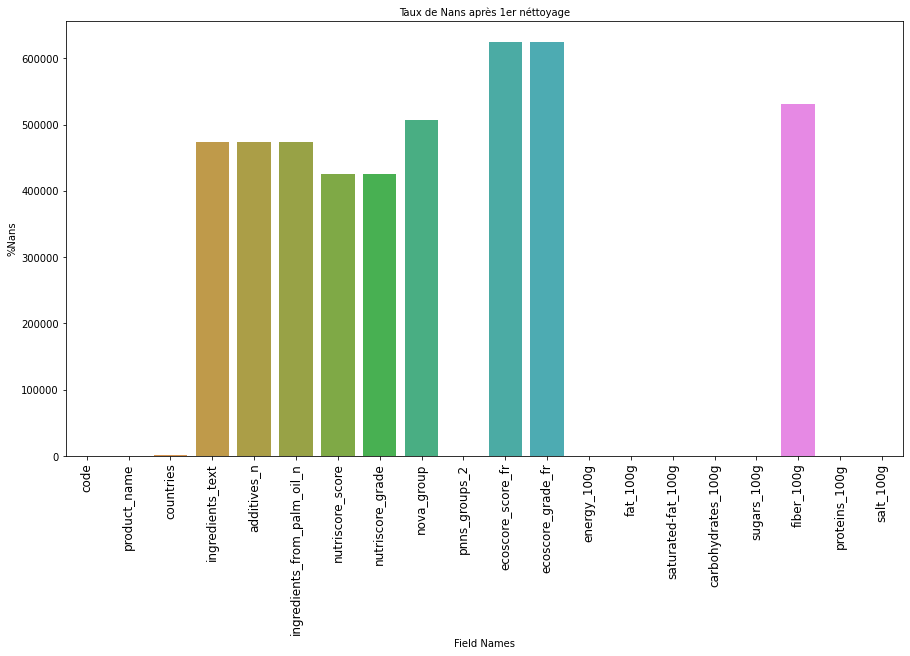 Taux de Nans après 1er néttoyage
%Nans
600000
500000
400000
300000
200000
100000
0
code
product_name
countries
ingredients_text
additives_n
ingredients_from_palm_oil_n
nutriscore_score
nutriscore_grade
nova_group
pnns_groups_2
ecoscore_score_fr
ecoscore_grade_fr
energy_100g
fat_100g
saturated-fat_100g
carbohydrates_100g
sugars_100g
fiber_100g
proteins_100g
salt_100g
Field Names